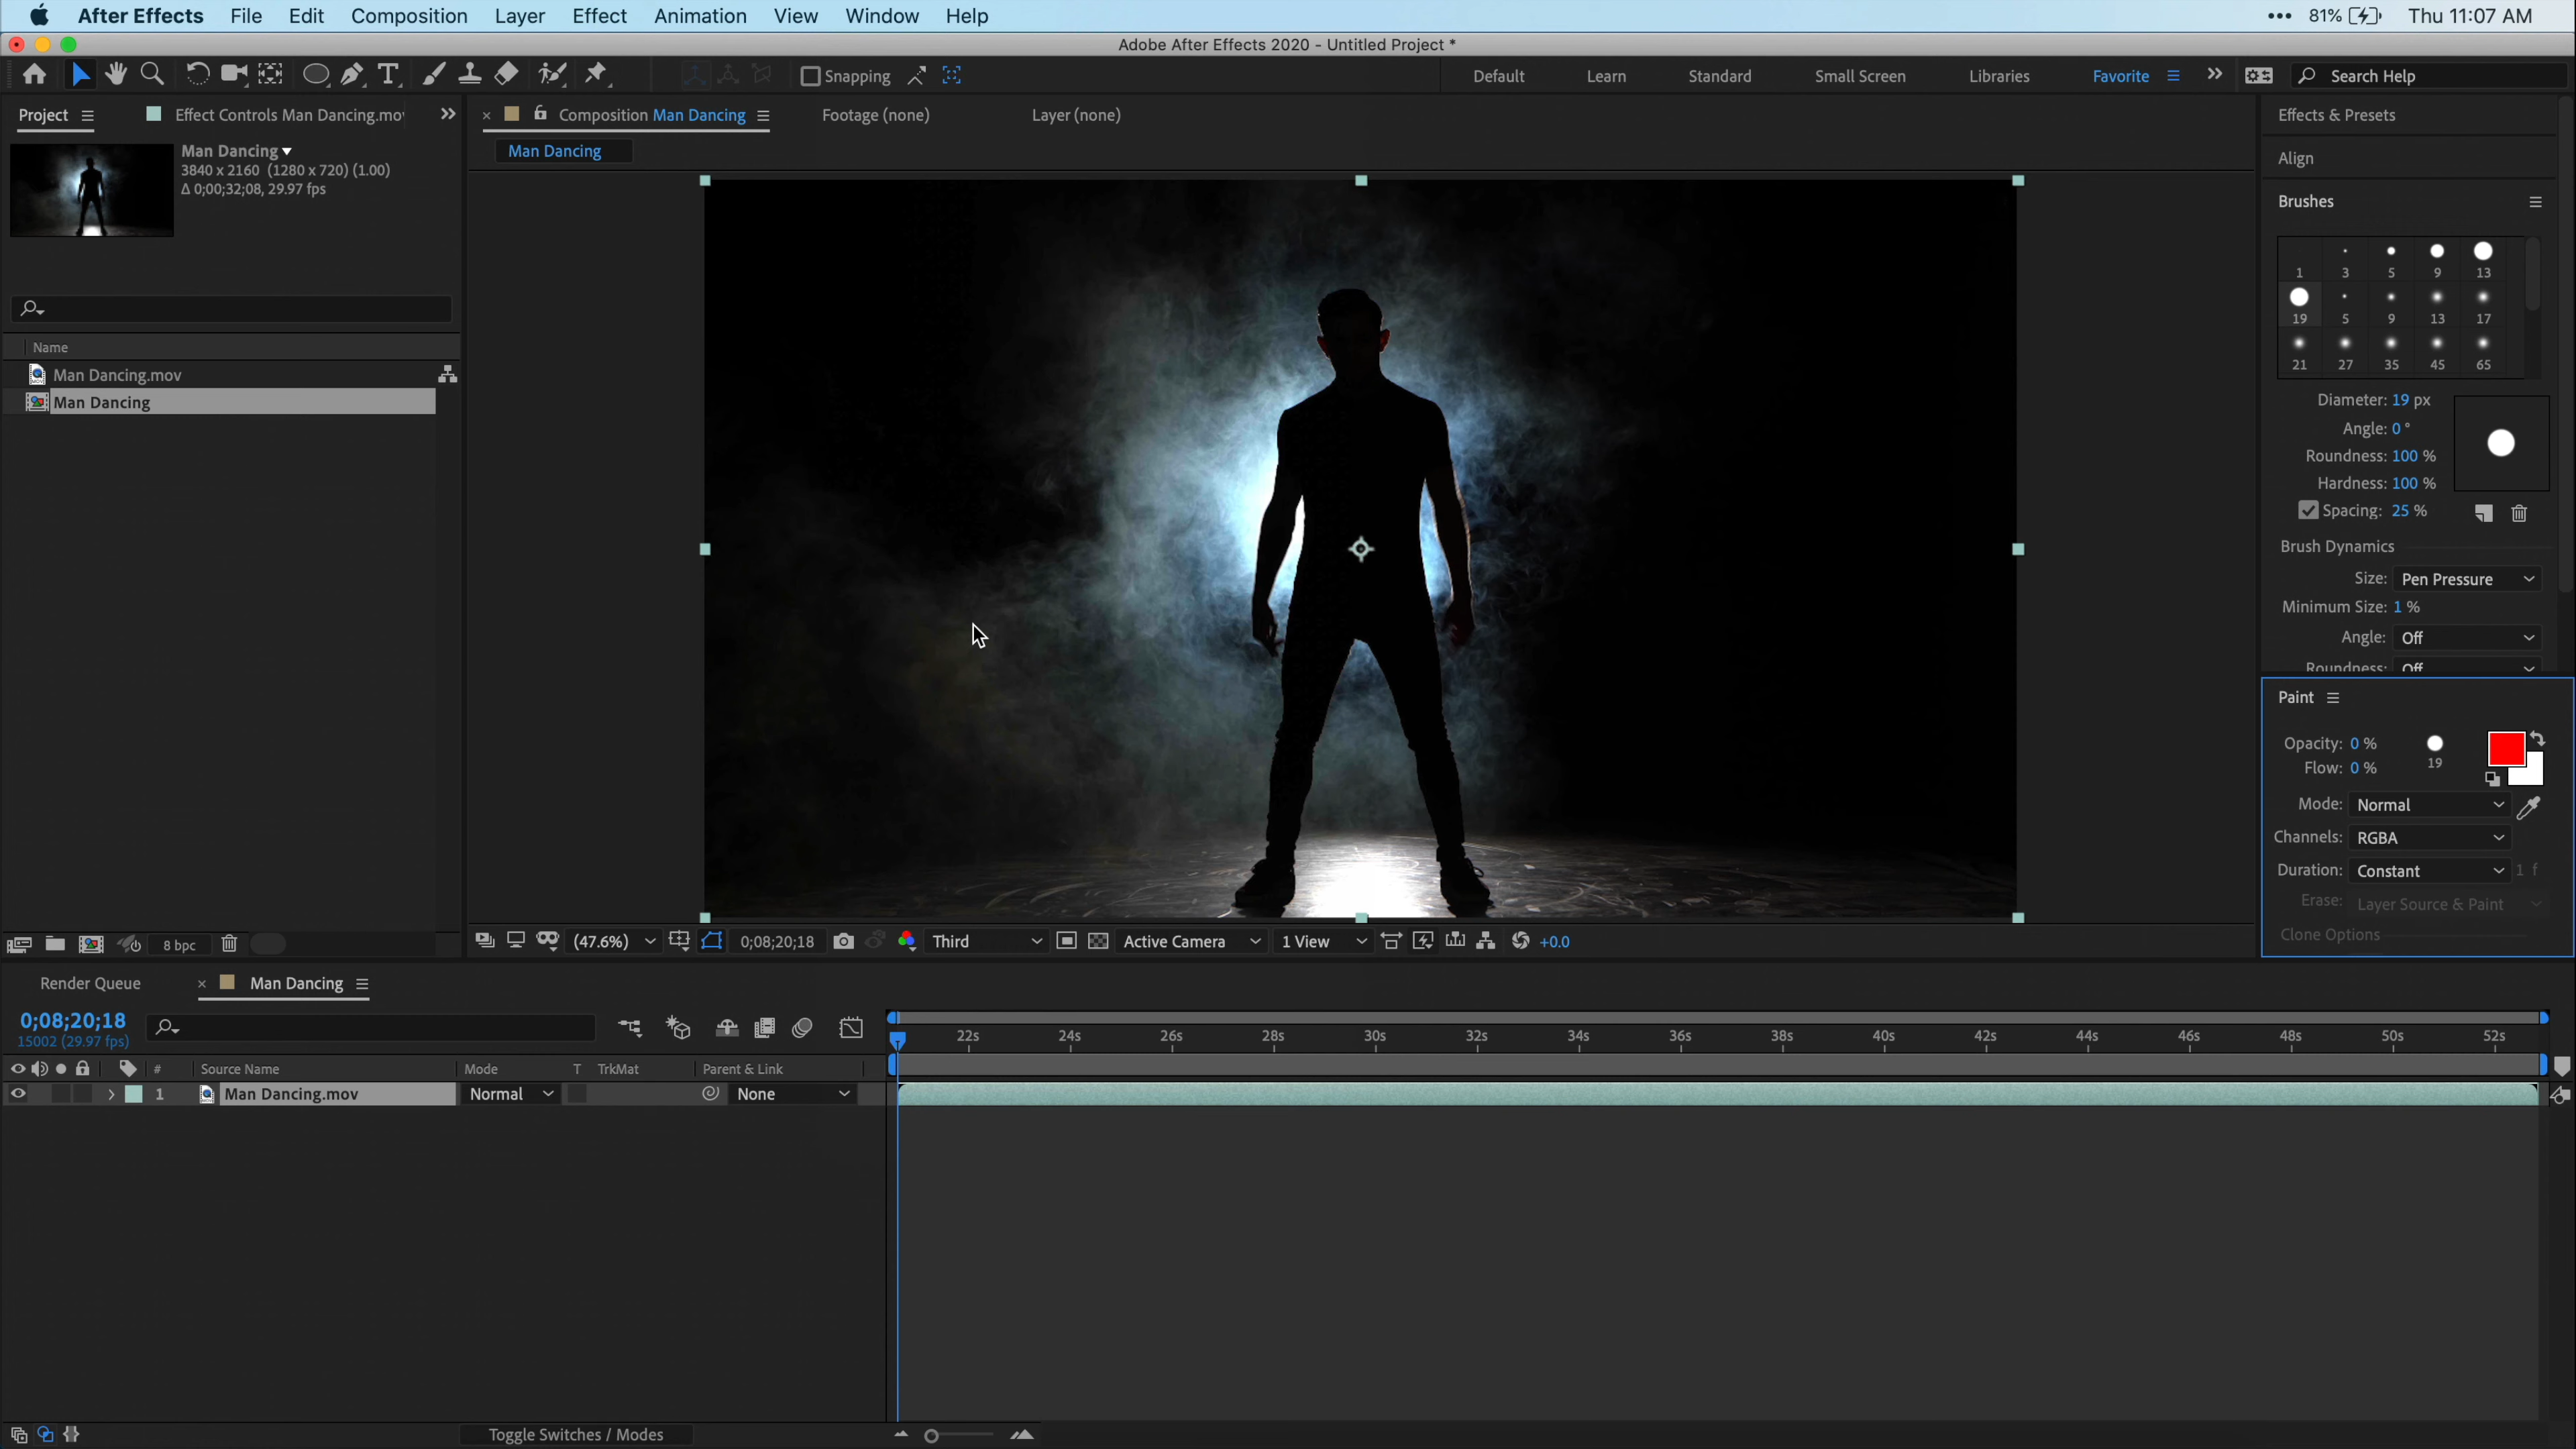 After Effects File Edit Composition Layer Effect Animation View Window Help ••• 81% Thu 11:07 AM
Adobe After Effects 2020 - Untitled Project *
T Snapping Default Learn Standard Small Screen Libraries Favorite Search Help
Project Effect Controls Man Dancing.mo
Composition Man Dancing Footage (none) Layer (none)
Man Dancing
Man Dancing
3840 x 2160 (1280 x 720) (1.00)
Δ 0;00;32;08, 29.97 fps
Name
Man Dancing.mov
Man Dancing
8 bpc
(47.6%) 0;08;20;18 Third Active Camera 1 View +0.0
Effects & Presets
Align
Brushes
1 3 5 9 13
19 5 9 13 17
21 27 35 45 65
Diameter: 19 px
Angle: 0 °
Roundness: 100 %
Hardness: 100 %
Spacing: 25 %
Brush Dynamics
Size: Pen Pressure
Minimum Size: 1 %
Angle: Off
Roundness: Off
Paint
Opacity: 0 %
Flow: 0 %
19
Mode: Normal
Channels: RGBA
Duration: Constant 1 f
Erase: Layer Source & Paint
Clone Options
Render Queue Man Dancing
0;08;20;18
15002 (29.97 fps)
22s 24s 26s 28s 30s 32s 34s 36s 38s 40s 42s 44s 46s 48s 50s 52s
# Source Name Mode T TrkMat Parent & Link
1 Man Dancing.mov Normal None
Toggle Switches / Modes